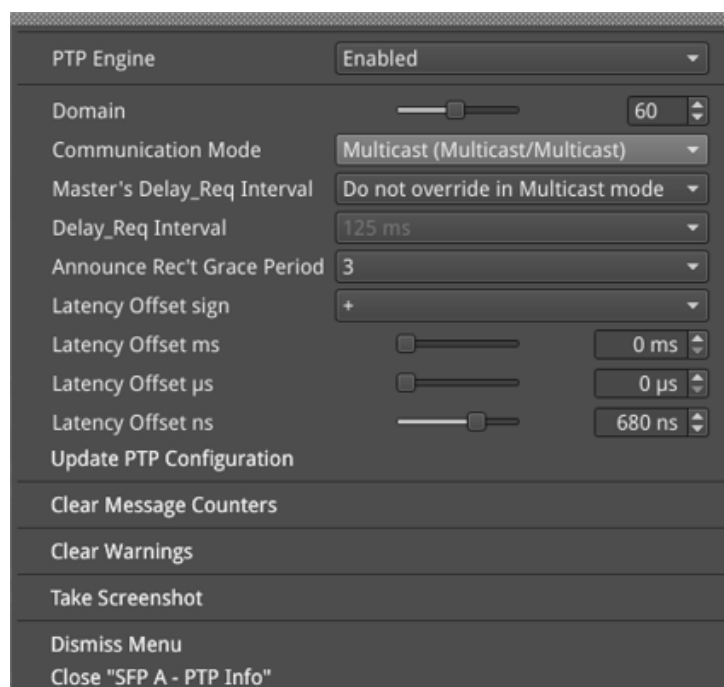 PTP Engine Enabled
Domain 60
Communication Mode Multicast (Multicast/Multicast)
Master's Delay_Req Interval Do not override in Multicast mode
Delay_Req Interval 125 ms
Announce Rec't Grace Period 3
Latency Offset sign +
Latency Offset ms 0 ms
Latency Offset µs 0 µs
Latency Offset ns 680 ns
Update PTP Configuration
Clear Message Counters
Clear Warnings
Take Screenshot
Dismiss Menu
Close "SFP A - PTP Info"